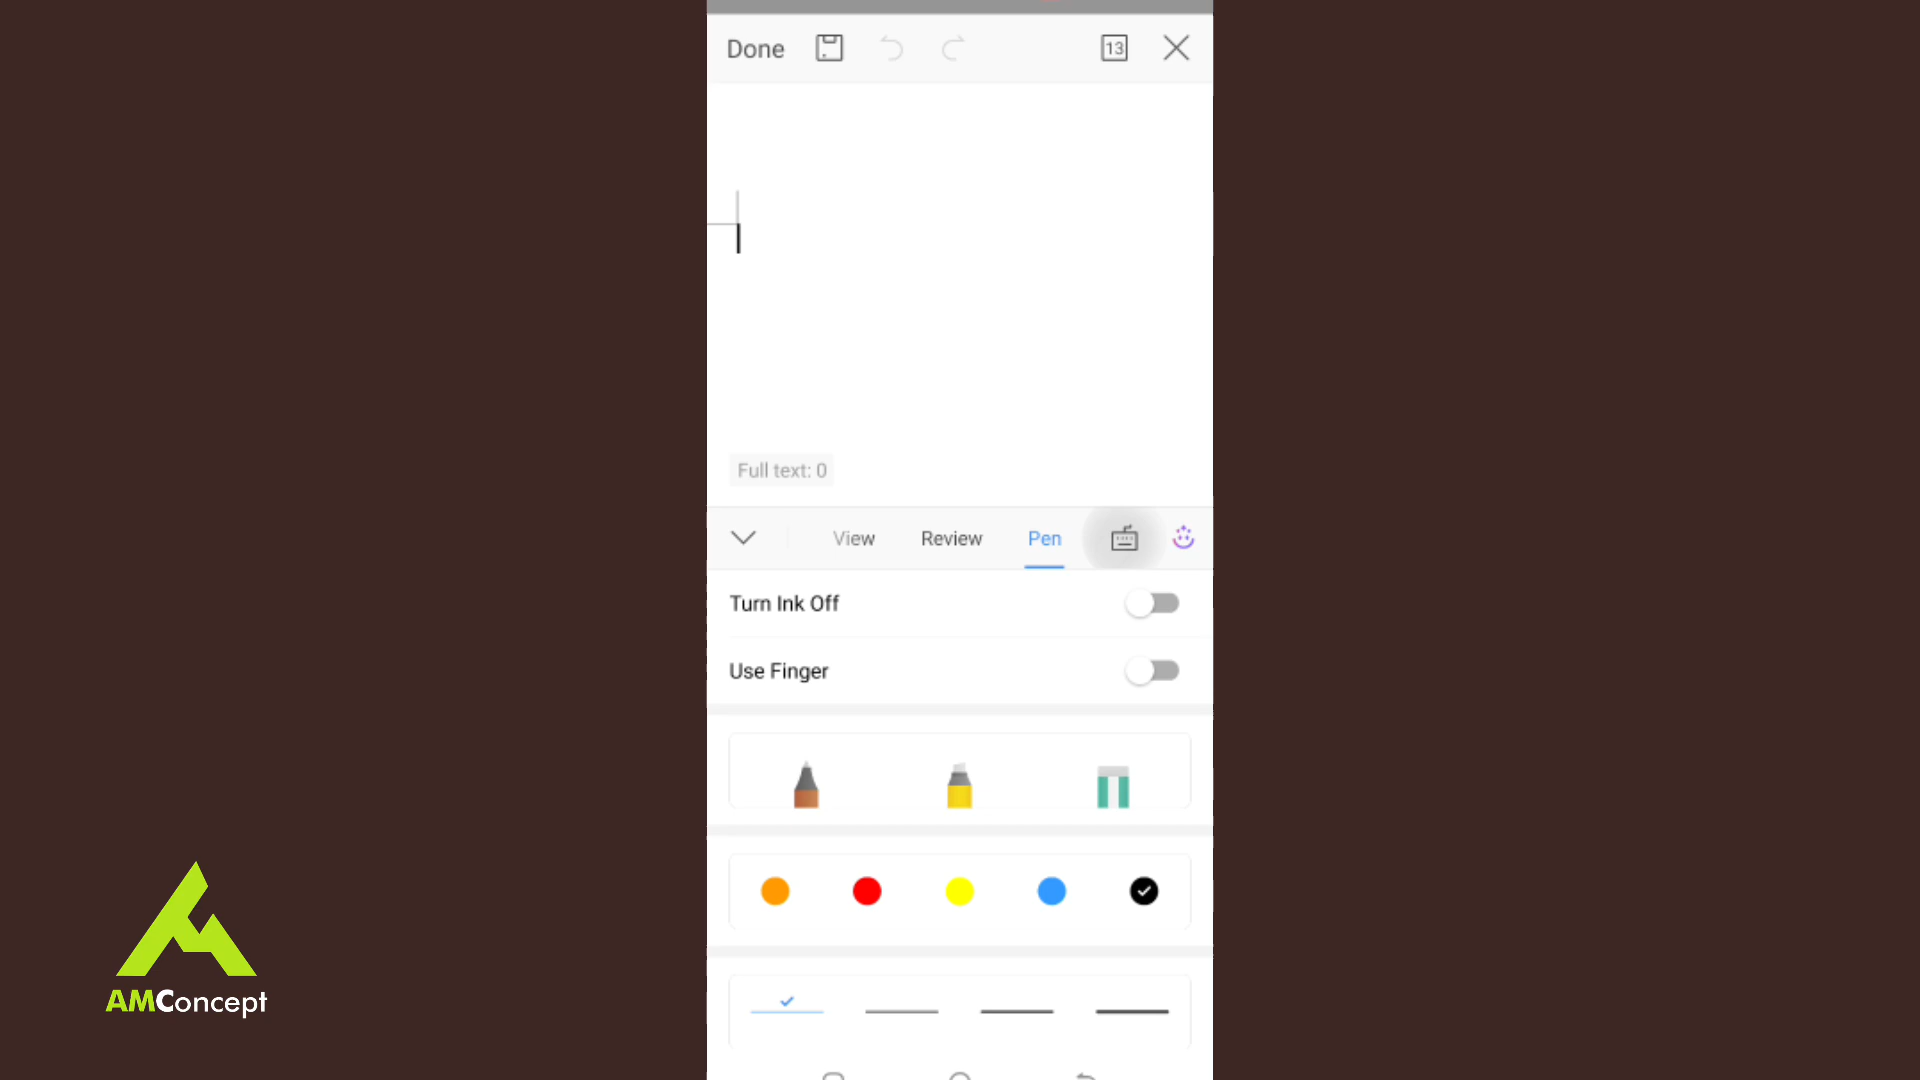 Done 13
Full text: 0
View Review Pen
Turn Ink Off
Use Finger
AMConcept